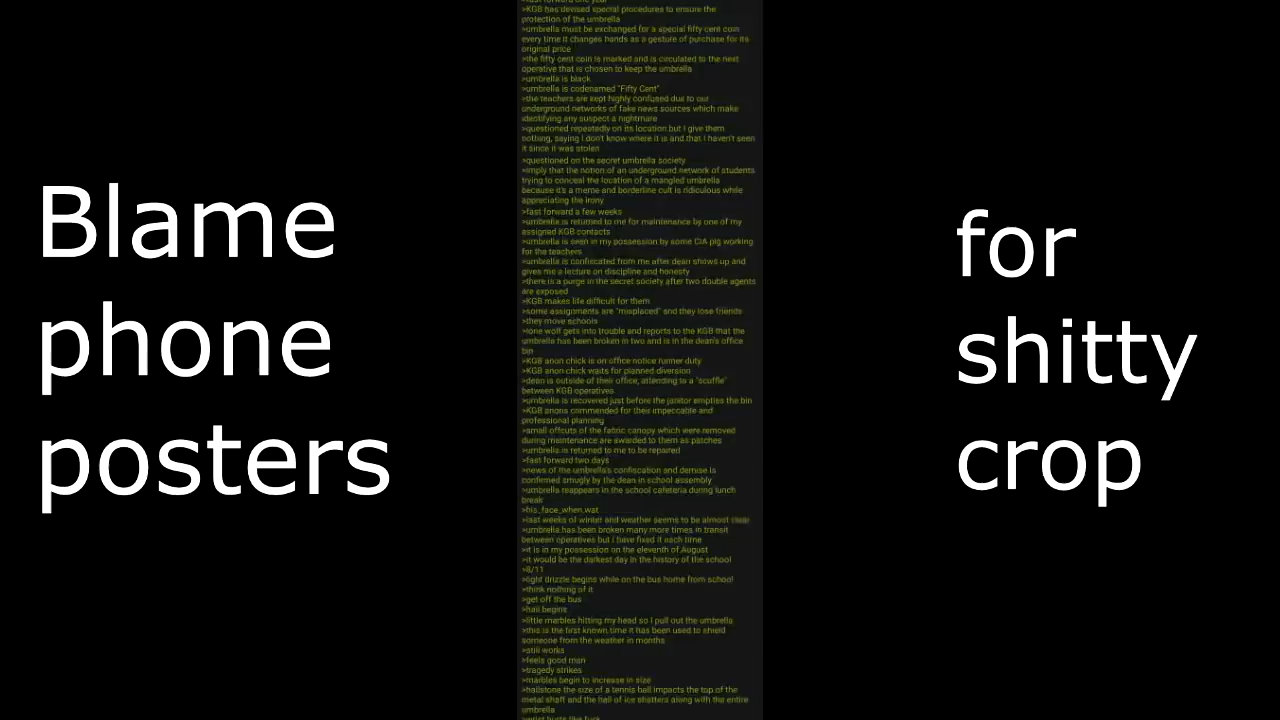 Blame
phone
posters
>fast forward one year
>KGB has devised special procedures to ensure the
protection of the umbrella
>umbrella must be exchanged for a special fifty cent coin
every time it changes hands as a gesture of purchase for its
original price
>the fifty cent coin is marked and is circulated to the next
operative that is chosen to keep the umbrella
>umbrella is black
>umbrella is codenamed "Fifty Cent"
>the teachers are kept highly confused due to our
underground networks of fake news sources which make
identifying any suspect a nightmare
>questioned repeatedly on its location but I give them
nothing, saying I don't know where it is and that I haven't seen
it since it was stolen
>questioned on the secret umbrella society
>imply that the notion of an underground network of students
trying to conceal the location of a mangled umbrella
because it's a meme and borderline cult is ridiculous while
appreciating the irony
>fast forward a few weeks
>umbrella is returned to me for maintenance by one of my
assigned KGB contacts
>umbrella is seen in my possession by some CIA pig working
for the teachers
>umbrella is confiscated from me after dean shows up and
gives me a lecture on discipline and honesty
>there is a purge in the secret society after two double agents
are exposed
>KGB makes life difficult for them
>some assignments are "misplaced" and they lose friends
>they move schools
>lone wolf gets into trouble and reports to the KGB that the
umbrella has been broken in two and is in the dean's office
bin
>KGB anon chick is on office notice runner duty
>KGB anon chick waits for planned diversion
>dean is outside of their office, attending to a "scuffle"
between KGB operatives
>umbrella is recovered just before the janitor empties the bin
>KGB anons commended for their impeccable and
professional planning
>small offcuts of the fabric canopy which were removed
during maintenance are awarded to them as patches
>umbrella is returned to me to be repaired
>fast forward two days
>news of the umbrella's confiscation and demise is
confirmed smugly by the dean in school assembly
>umbrella reappears in the school cafeteria during lunch
break
>his_face_when.wat
>last weeks of winter and weather seems to be almost clear
>umbrella has been broken many more times in transit
between operatives but I have fixed it each time
>it is in my possession on the eleventh of August
>it would be the darkest day in the history of the school
>8/11
>light drizzle begins while on the bus home from school
>think nothing of it
>get off the bus
>hail begins
>little marbles hitting my head so I pull out the umbrella
>this is the first known time it has been used to shield
someone from the weather in months
>still works
>feels good man
>tragedy strikes
>marbles begin to increase in size
>hailstone the size of a tennis ball impacts the top of the
metal shaft and the ball of ice shatters along with the entire
umbrella
>wrist hurts like fuck
for
shitty
crop